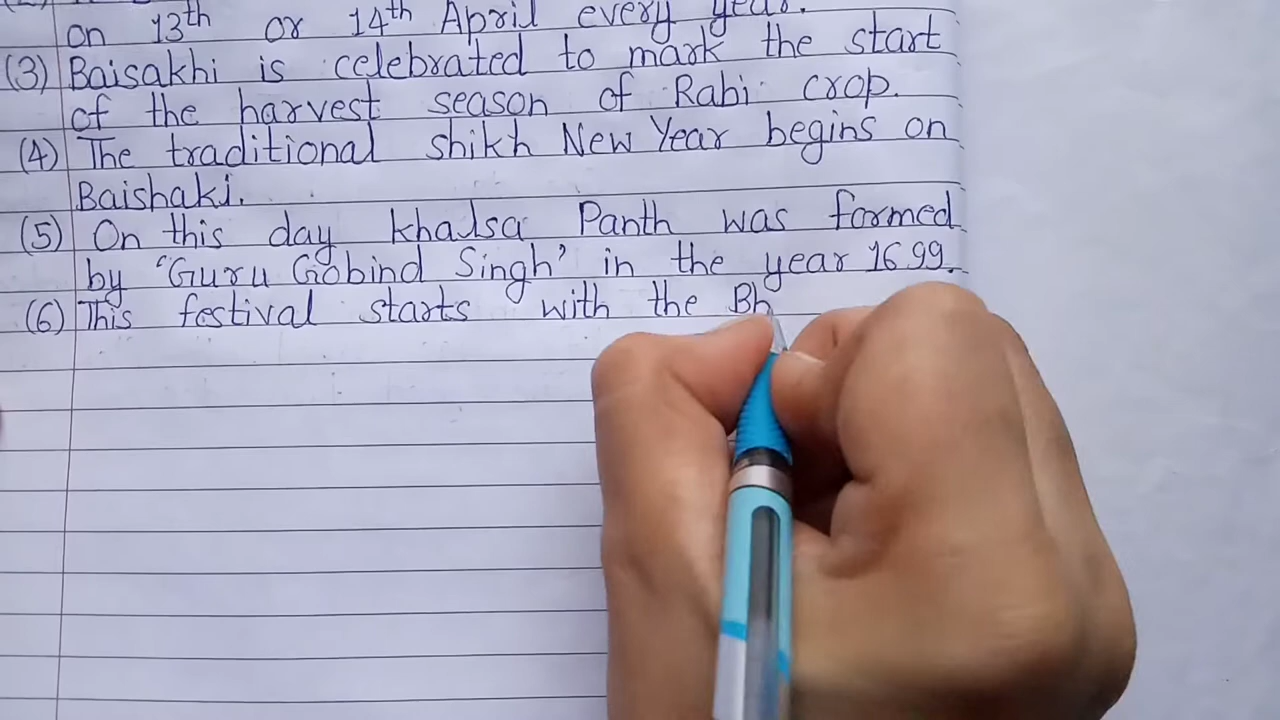 on 13th or 14th April every year.
(3) Baisakhi is celebrated to mark the start
of the harvest season of Rabi crop.
(4) The traditional shikh New Year begins on
Baishaki.
(5) On this day khalsa Panth was formed
by 'Guru Gobind Singh' in the year 1699.
(6) This festival starts with the Bh